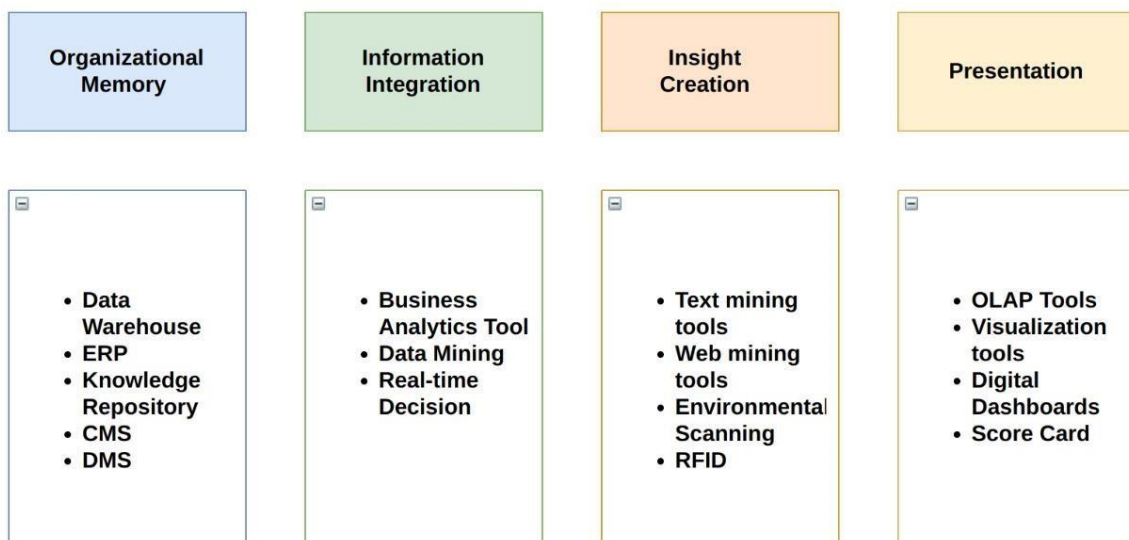 Organizational
Memory
Information
Integration
Insight
Creation
Presentation
• Data
Warehouse
• ERP
• Knowledge
Repository
• CMS
• DMS
• Business
Analytics Tool
• Data Mining
• Real-time
Decision
• Text mining
tools
• Web mining
tools
• Environmental
Scanning
• RFID
• OLAP Tools
• Visualization
tools
• Digital
Dashboards
• Score Card